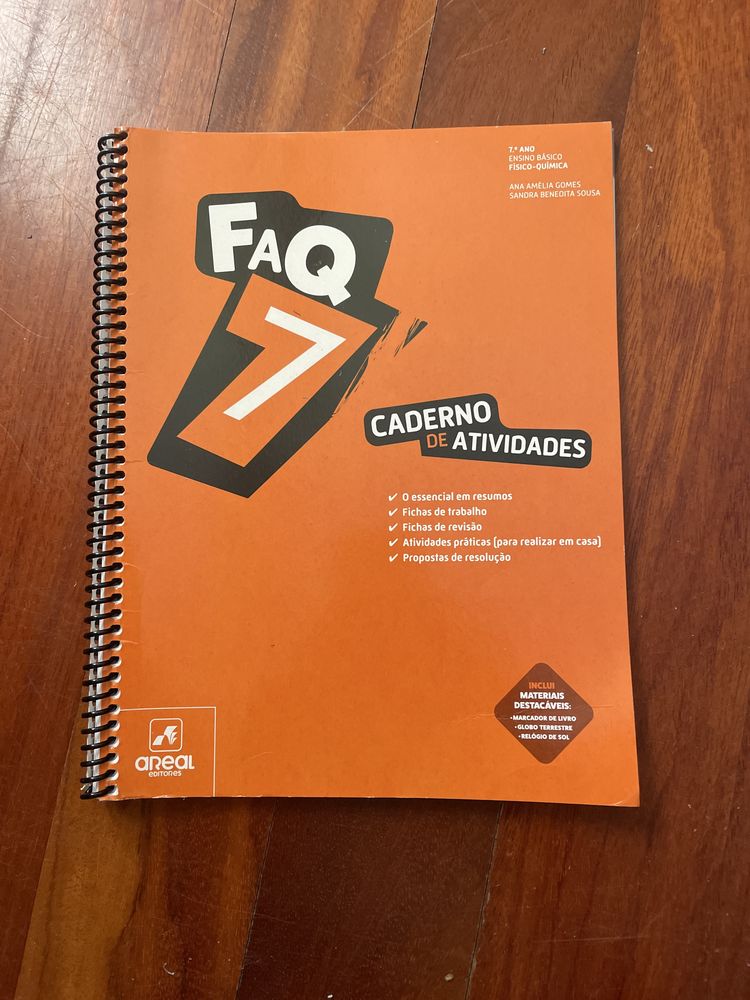 7.º ANO
ENSINO BÁSICO
FÍSICO-QUÍMICA
ANA AMÉLIA GOMES
SANDRA BENEDITA SOUSA
FAQ
7
CADERNO
DE ATIVIDADES
✓ O essencial em resumos
✓ Fichas de trabalho
✓ Fichas de revisão
✓ Atividades práticas (para realizar em casa)
✓ Propostas de resolução
INCLUI
MATERIAIS
DESTACÁVEIS:
•MARCADOR DE LIVRO
•GLOBO TERRESTRE
•RELÓGIO DE SOL
areal
EDITORES